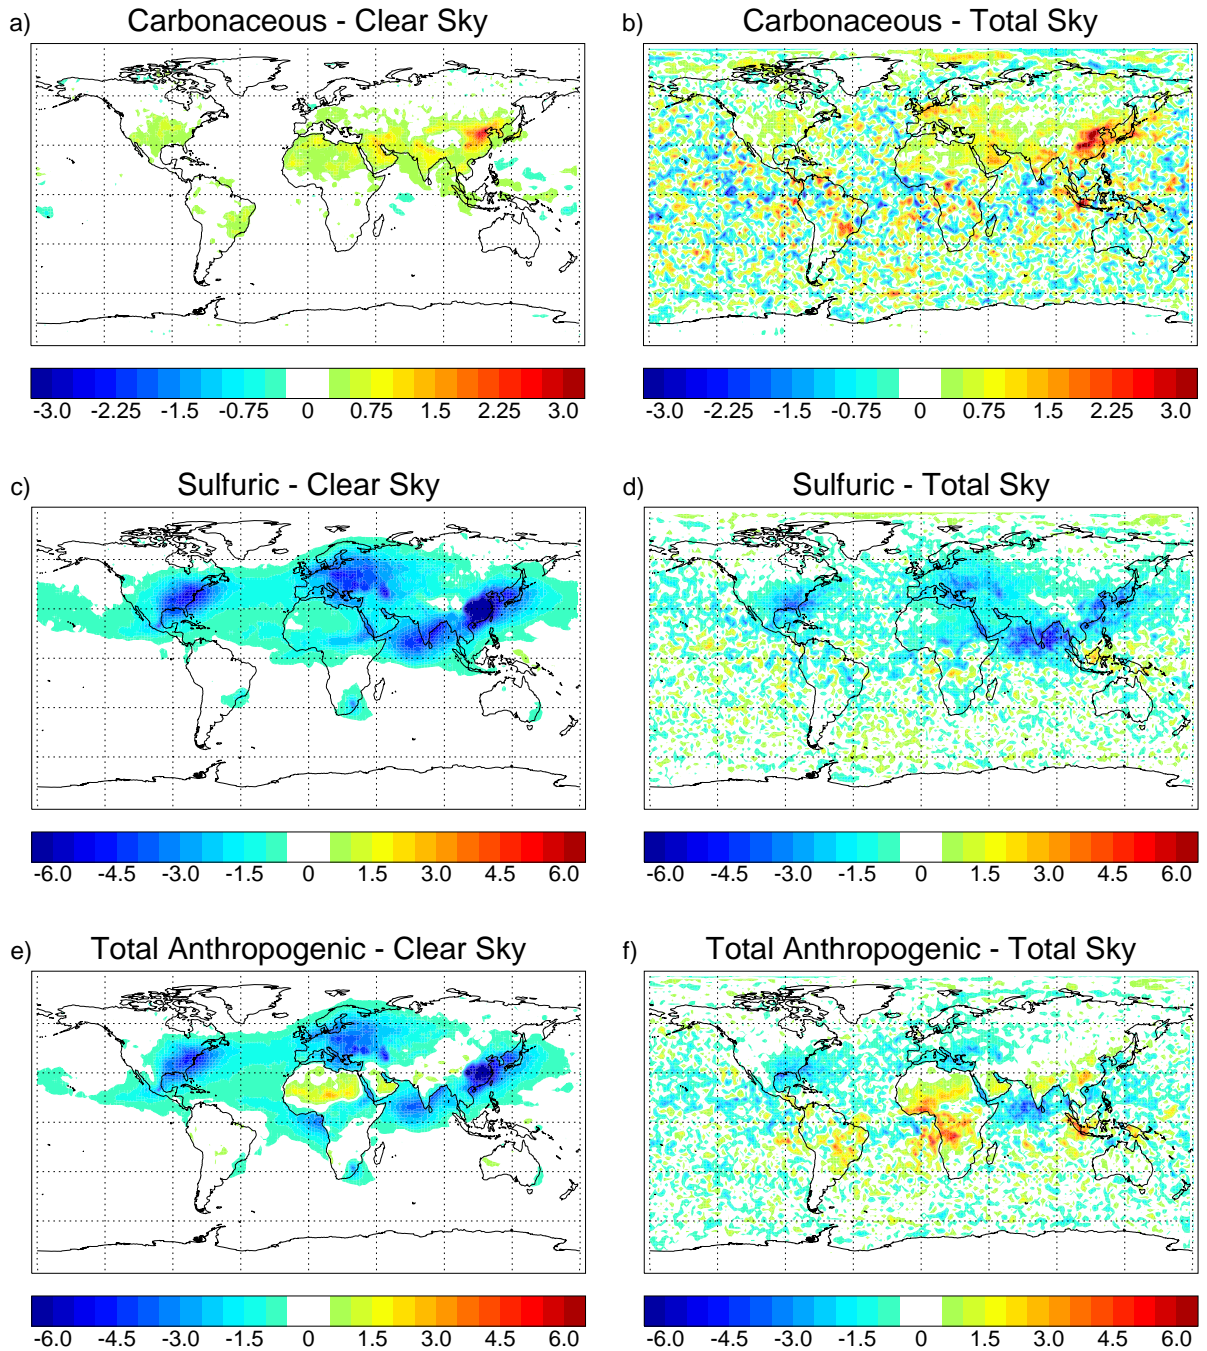 a) Carbonaceous - Clear Sky
b) Carbonaceous - Total Sky
-3.0 -2.25 -1.5 -0.75 0 0.75 1.5 2.25 3.0
-3.0 -2.25 -1.5 -0.75 0 0.75 1.5 2.25 3.0
c) Sulfuric - Clear Sky
d) Sulfuric - Total Sky
-6.0 -4.5 -3.0 -1.5 0 1.5 3.0 4.5 6.0
-6.0 -4.5 -3.0 -1.5 0 1.5 3.0 4.5 6.0
e) Total Anthropogenic - Clear Sky
f) Total Anthropogenic - Total Sky
-6.0 -4.5 -3.0 -1.5 0 1.5 3.0 4.5 6.0
-6.0 -4.5 -3.0 -1.5 0 1.5 3.0 4.5 6.0